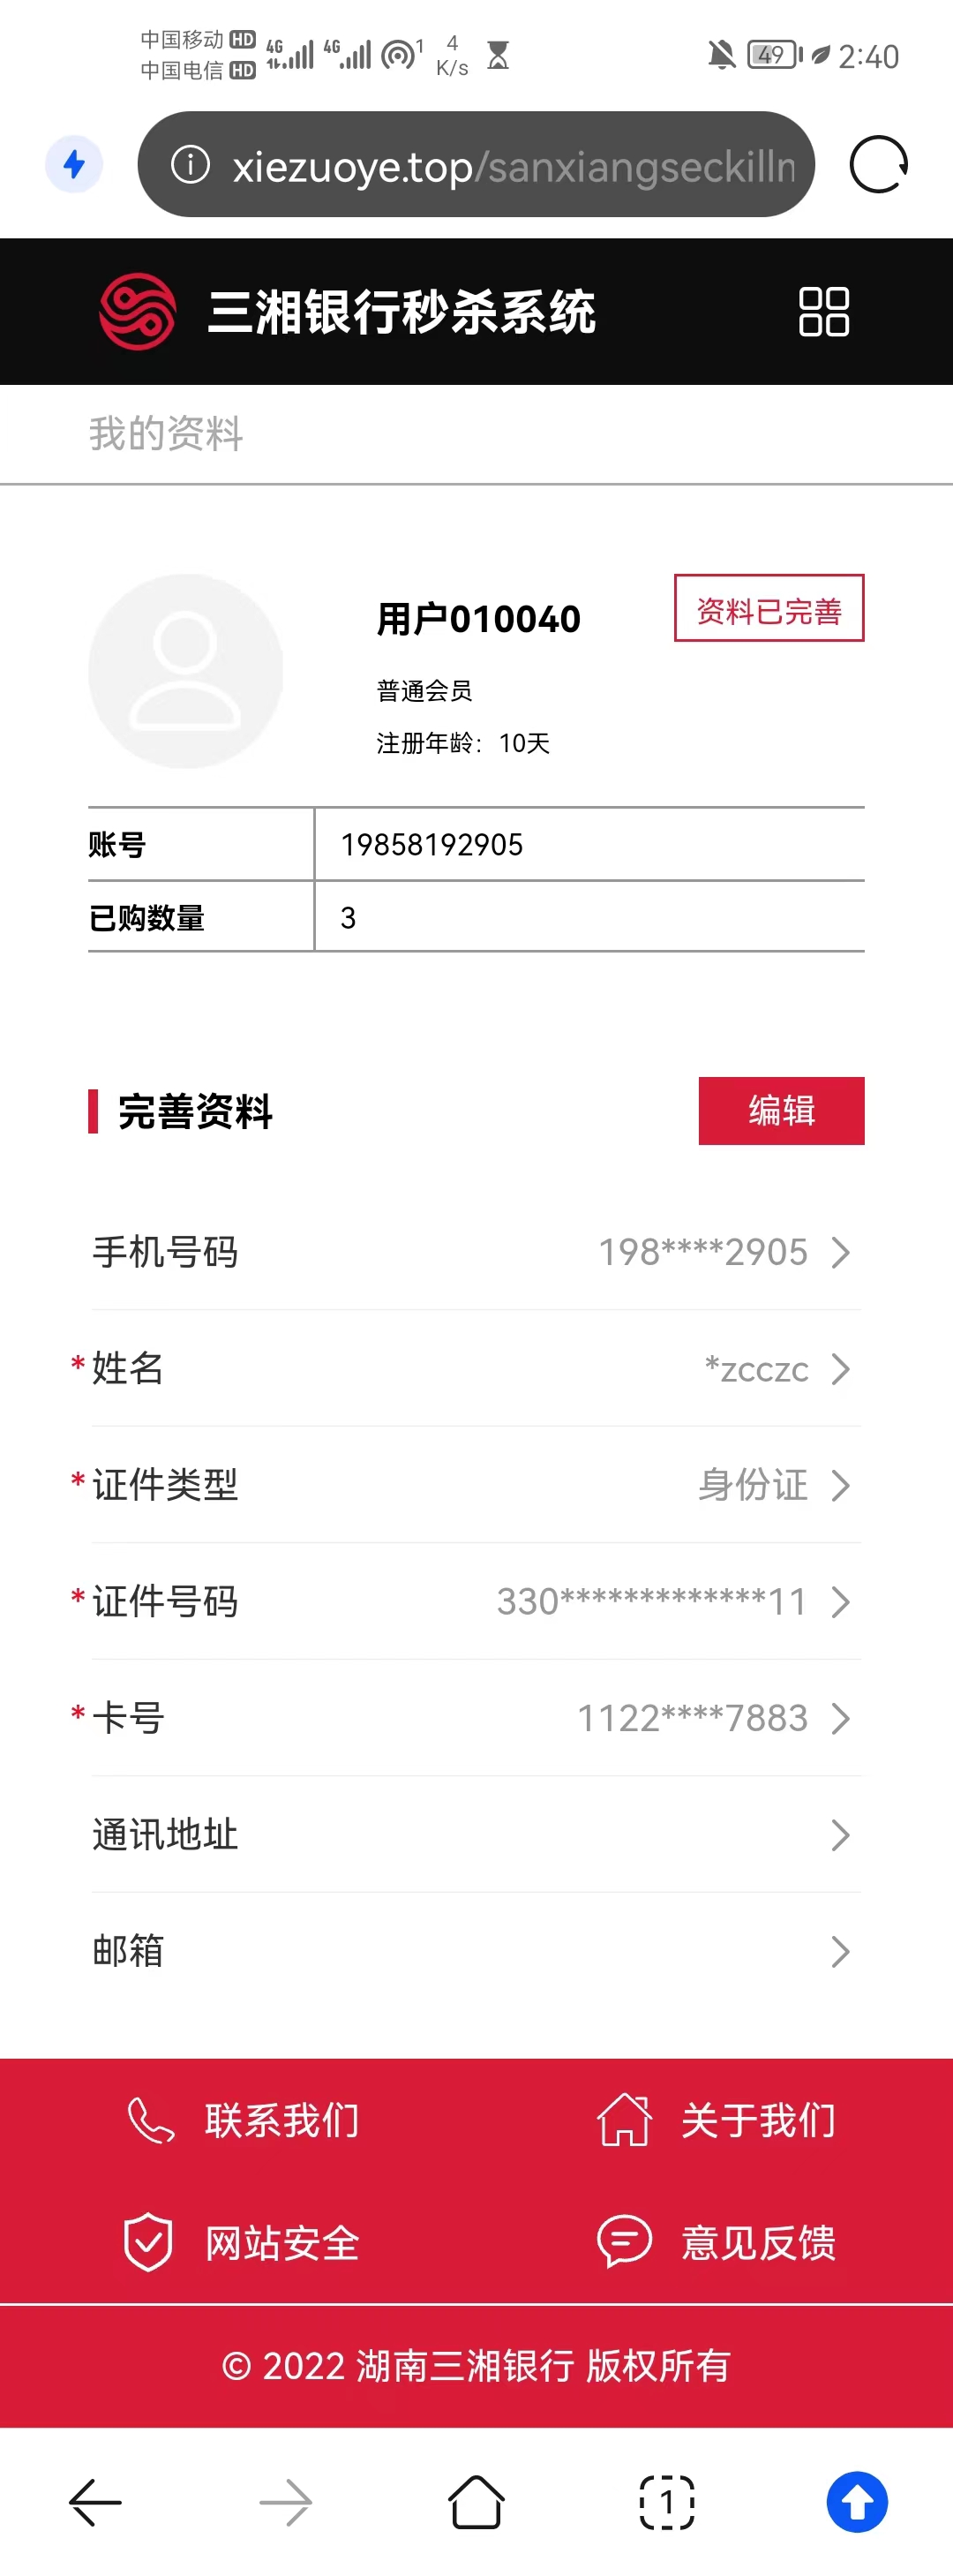 中国移动 HD 4G 4G 1 4 K/s 49 2:40
中国电信 HD
xiezuoye.top/sanxiangseckill
三湘银行秒杀系统
我的资料
用户010040
资料已完善
普通会员
注册年龄：10天
账号 19858192905
已购数量 3
完善资料 编辑
手机号码 198****2905
*姓名 *zcczc
*证件类型 身份证
*证件号码 330*************11
*卡号 1122****7883
通讯地址
邮箱
联系我们 关于我们
网站安全 意见反馈
© 2022 湖南三湘银行 版权所有
1